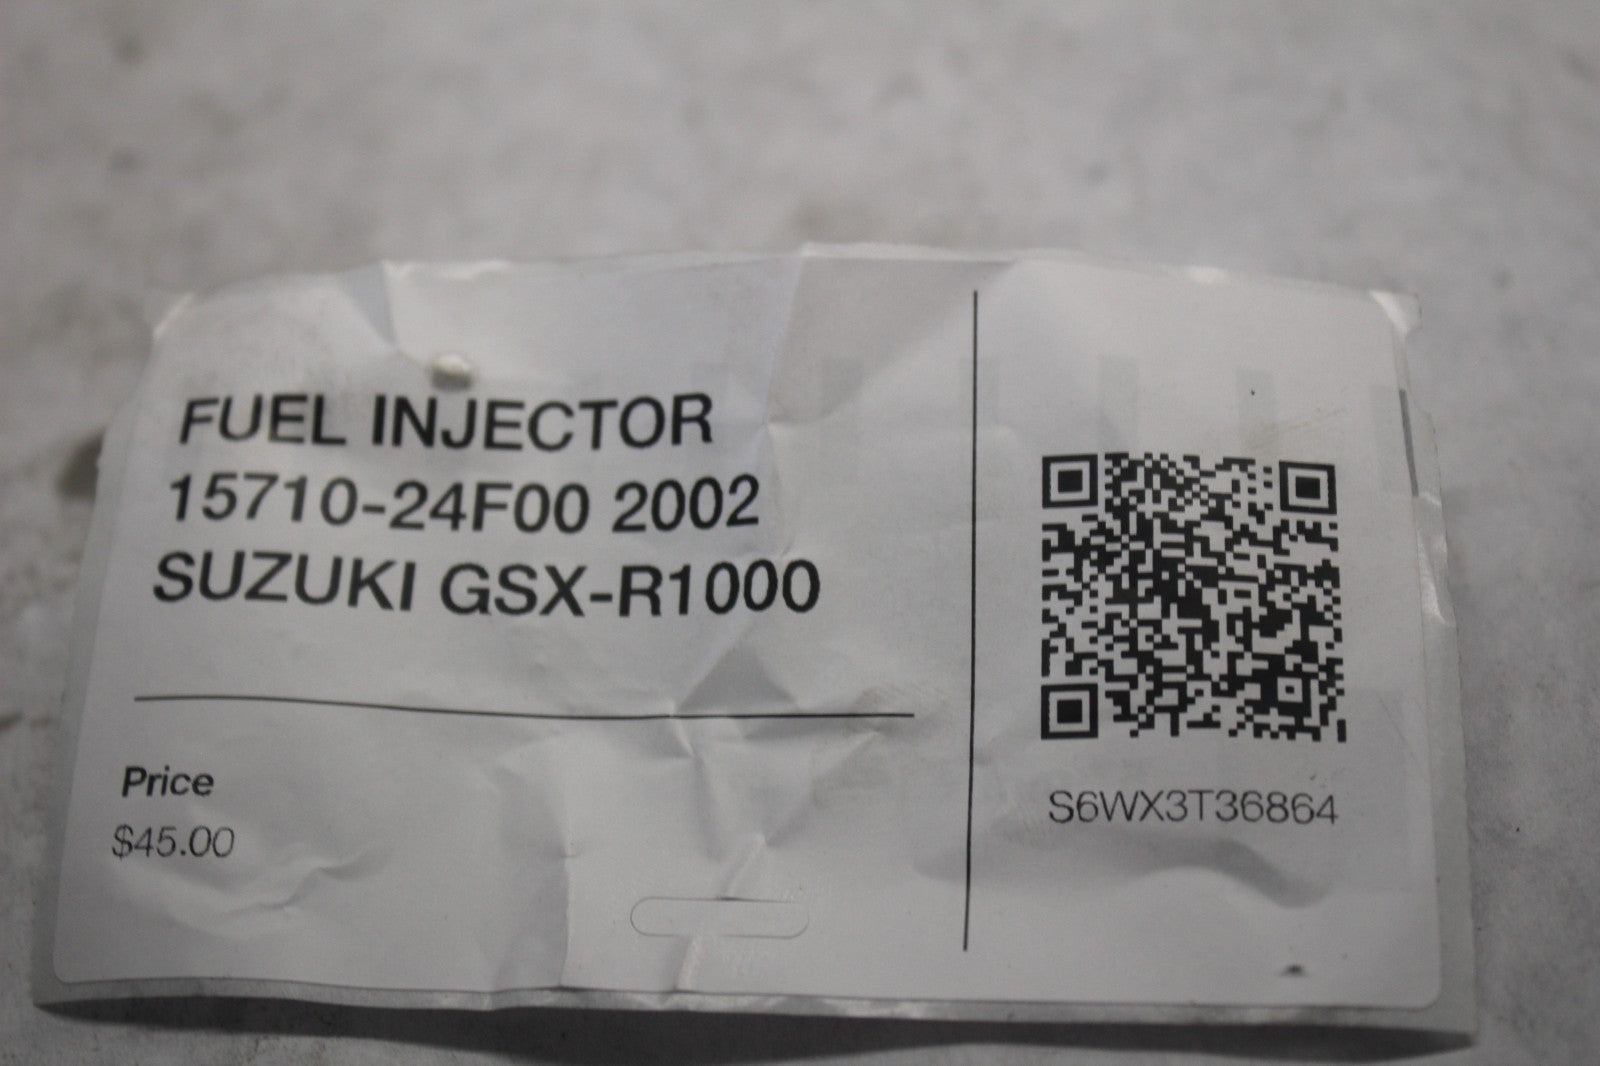 FUEL INJECTOR
15710-24F00 2002
SUZUKI GSX-R1000
Price
$45.00
S6WX3T36864